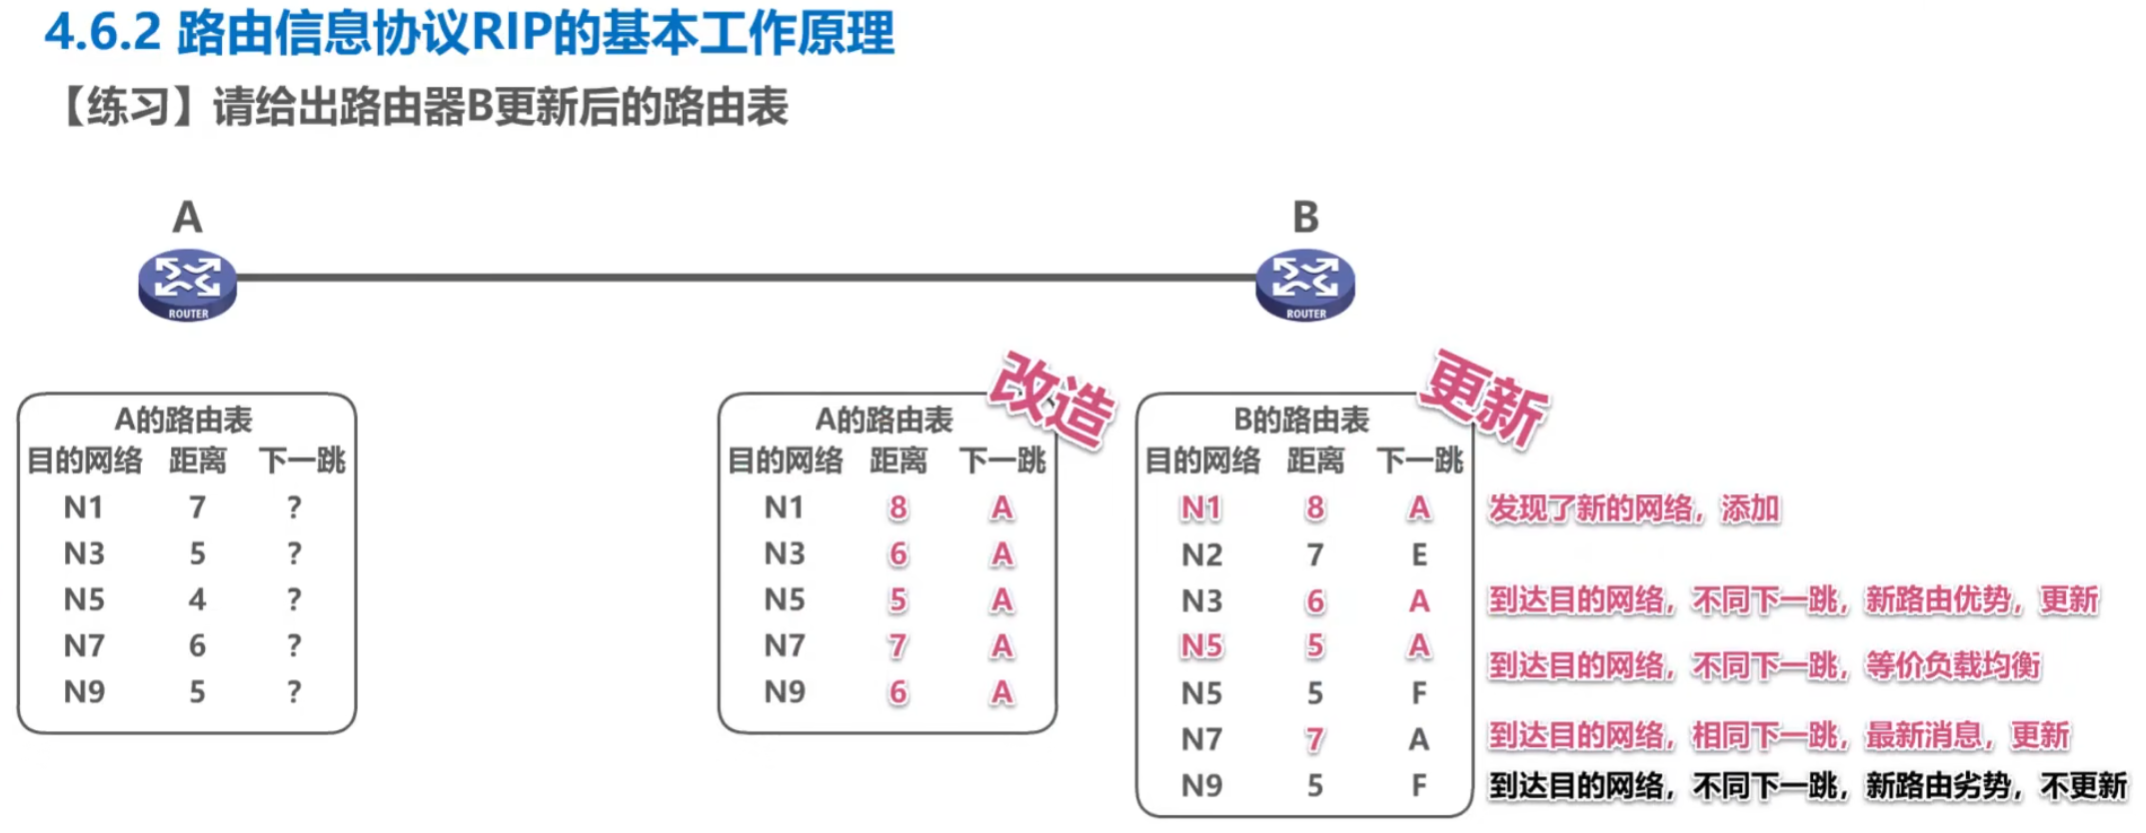 4.6.2 路由信息协议RIP的基本工作原理
【练习】请给出路由器B更新后的路由表
A
B
ROUTER
ROUTER
A的路由表
目的网络 距离 下一跳
N1 7 ?
N3 5 ?
N5 4 ?
N7 6 ?
N9 5 ?
改造
A的路由表
目的网络 距离 下一跳
N1 8 A
N3 6 A
N5 5 A
N7 7 A
N9 6 A
更新
B的路由表
目的网络 距离 下一跳
N1 8 A 发现了新的网络，添加
N2 7 E
N3 6 A 到达目的网络，不同下一跳，新路由优势，更新
N5 5 A
到达目的网络，不同下一跳，等价负载均衡
N5 5 F
N7 7 A 到达目的网络，相同下一跳，最新消息，更新
N9 5 F 到达目的网络，不同下一跳，新路由劣势，不更新